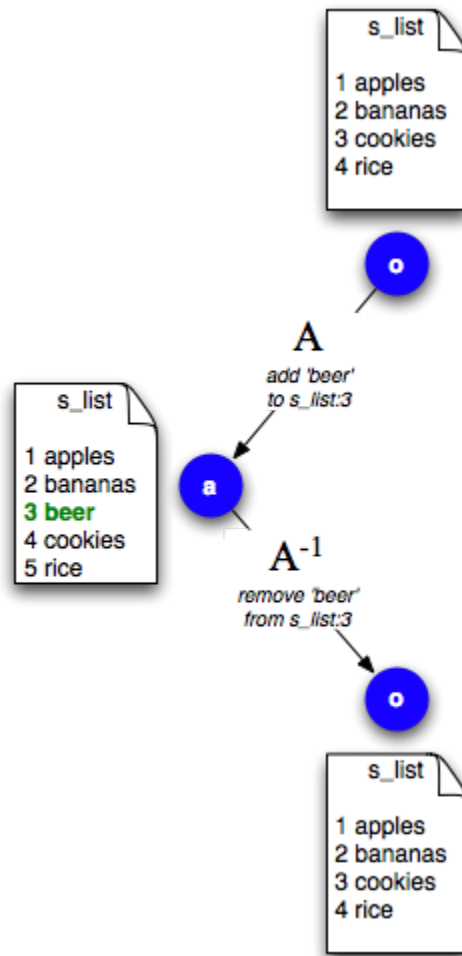 s_list
1 apples
2 bananas
3 cookies
4 rice
o
A
add 'beer'
to s_list:3
s_list
1 apples
2 bananas
3 beer
4 cookies
5 rice
a
A-1
remove 'beer'
from s_list:3
o
s_list
1 apples
2 bananas
3 cookies
4 rice